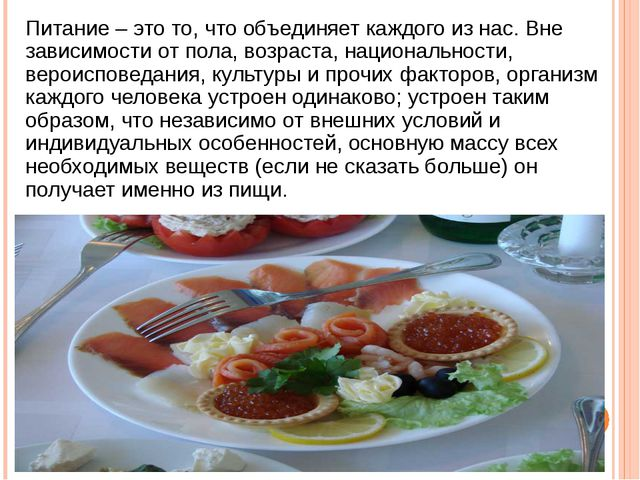 Питание – это то, что объединяет каждого из нас. Вне
зависимости от пола, возраста, национальности,
вероисповедания, культуры и прочих факторов, организм
каждого человека устроен одинаково; устроен таким
образом, что независимо от внешних условий и
индивидуальных особенностей, основную массу всех
необходимых веществ (если не сказать больше) он
получает именно из пищи.